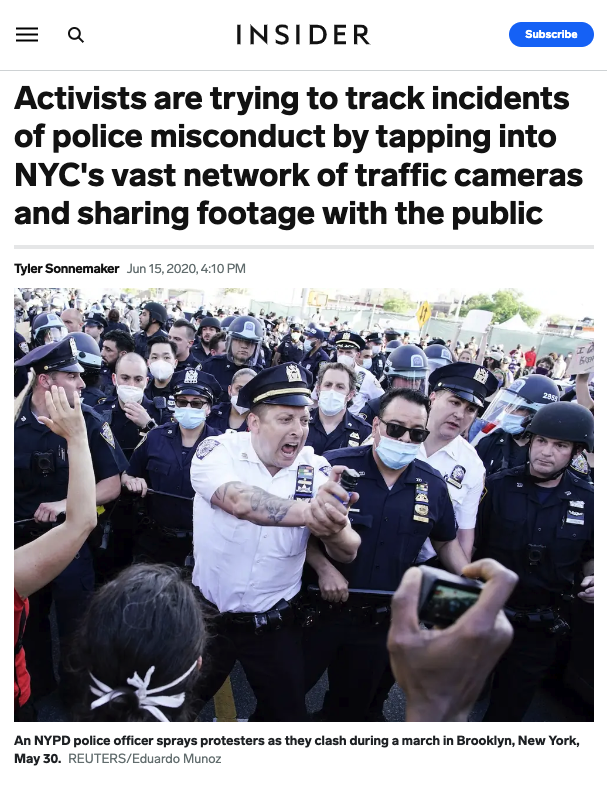 INSIDER
Subscribe
Activists are trying to track incidents
of police misconduct by tapping into
NYC's vast network of traffic cameras
and sharing footage with the public
Tyler Sonnemaker Jun 15, 2020, 4:10 PM
2955
An NYPD police officer sprays protesters as they clash during a march in Brooklyn, New York,
May 30. REUTERS/Eduardo Munoz